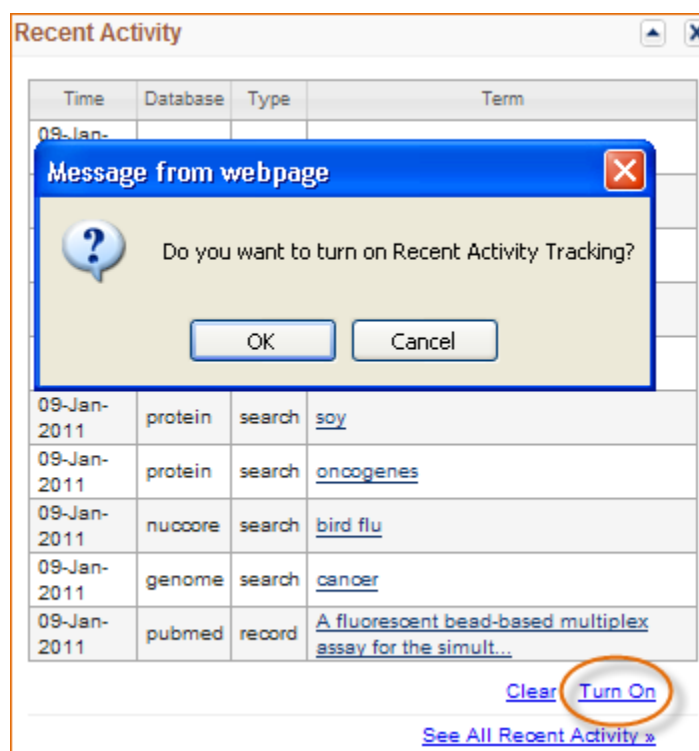 Recent Activity
Time Database Type Term
09-Jan-
Message from webpage
Do you want to turn on Recent Activity Tracking?
OK Cancel
09-Jan-
2011 protein search soy
09-Jan-
2011 protein search oncogenes
09-Jan-
2011 nuccore search bird flu
09-Jan-
2011 genome search cancer
09-Jan-
2011 pubmed record A fluorescent bead-based multiplex
assay for the simult...
Clear Turn On
See All Recent Activity »